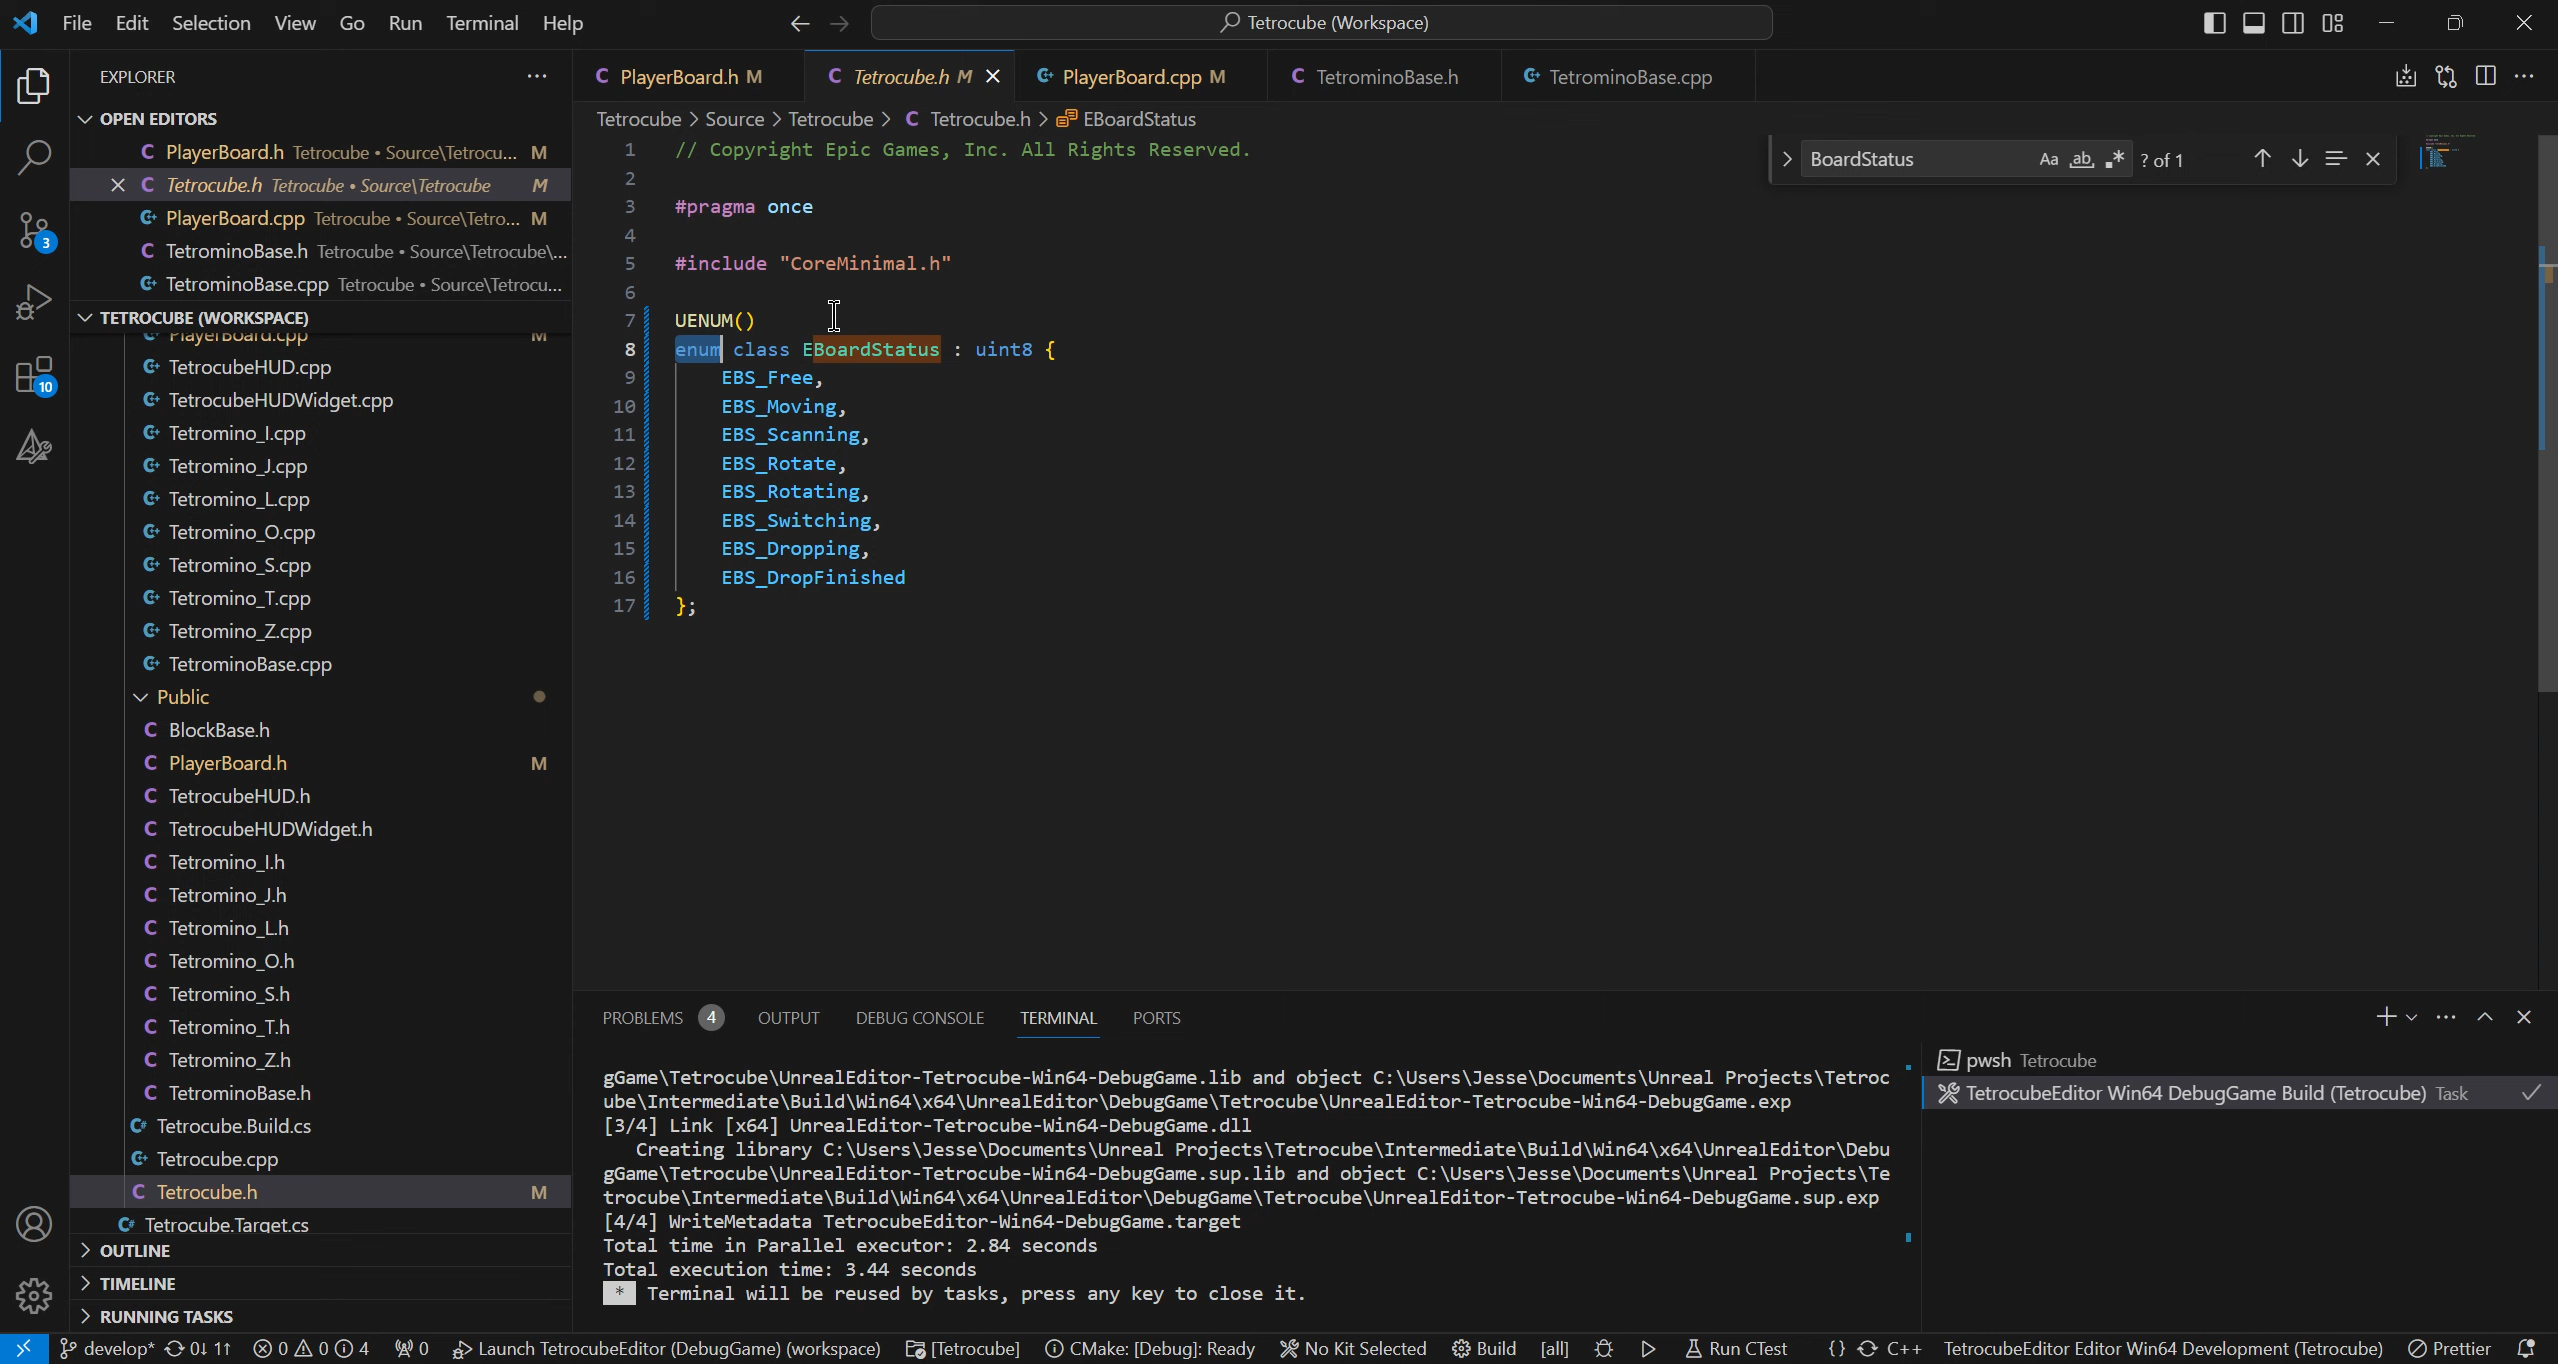 File Edit Selection View Go Run Terminal Help
Tetrocube (Workspace)
EXPLORER
OPEN EDITORS
PlayerBoard.h Tetrocube • Source\Tetrocu... M
Tetrocube.h Tetrocube • Source\Tetrocube M
PlayerBoard.cpp Tetrocube • Source\Tetro... M
TetrominoBase.h Tetrocube • Source\Tetrocube\...
TetrominoBase.cpp Tetrocube • Source\Tetrocu...
TETROCUBE (WORKSPACE)
PlayerBoard.cpp M
TetrocubeHUD.cpp
TetrocubeHUDWidget.cpp
Tetromino_I.cpp
Tetromino_J.cpp
Tetromino_L.cpp
Tetromino_O.cpp
Tetromino_S.cpp
Tetromino_T.cpp
Tetromino_Z.cpp
TetrominoBase.cpp
Public
BlockBase.h
PlayerBoard.h M
TetrocubeHUD.h
TetrocubeHUDWidget.h
Tetromino_I.h
Tetromino_J.h
Tetromino_L.h
Tetromino_O.h
Tetromino_S.h
Tetromino_T.h
Tetromino_Z.h
TetrominoBase.h
Tetrocube.Build.cs
Tetrocube.cpp
Tetrocube.h M
Tetrocube.Target.cs
OUTLINE
TIMELINE
RUNNING TASKS
3
10
PlayerBoard.h M Tetrocube.h M PlayerBoard.cpp M TetrominoBase.h TetrominoBase.cpp
Tetrocube > Source > Tetrocube > C Tetrocube.h > EBoardStatus
BoardStatus Aa ab .* ? of 1
1 // Copyright Epic Games, Inc. All Rights Reserved.
2
3 #pragma once
4
5 #include "CoreMinimal.h"
6
7 UENUM()
8 enum class EBoardStatus : uint8 {
9 EBS_Free,
10 EBS_Moving,
11 EBS_Scanning,
12 EBS_Rotate,
13 EBS_Rotating,
14 EBS_Switching,
15 EBS_Dropping,
16 EBS_DropFinished
17 };
PROBLEMS 4 OUTPUT DEBUG CONSOLE TERMINAL PORTS
gGame\Tetrocube\UnrealEditor-Tetrocube-Win64-DebugGame.lib and object C:\Users\Jesse\Documents\Unreal Projects\Tetroc
ube\Intermediate\Build\Win64\x64\UnrealEditor\DebugGame\Tetrocube\UnrealEditor-Tetrocube-Win64-DebugGame.exp
[3/4] Link [x64] UnrealEditor-Tetrocube-Win64-DebugGame.dll
Creating library C:\Users\Jesse\Documents\Unreal Projects\Tetrocube\Intermediate\Build\Win64\x64\UnrealEditor\Debu
gGame\Tetrocube\UnrealEditor-Tetrocube-Win64-DebugGame.sup.lib and object C:\Users\Jesse\Documents\Unreal Projects\Te
trocube\Intermediate\Build\Win64\x64\UnrealEditor\DebugGame\Tetrocube\UnrealEditor-Tetrocube-Win64-DebugGame.sup.exp
[4/4] WriteMetadata TetrocubeEditor-Win64-DebugGame.target
Total time in Parallel executor: 2.84 seconds
Total execution time: 3.44 seconds
* Terminal will be reused by tasks, press any key to close it.
pwsh Tetrocube
TetrocubeEditor Win64 DebugGame Build (Tetrocube) Task
develop* 0↓ 1↑ 0 0 4 0 Launch TetrocubeEditor (DebugGame) (workspace) [Tetrocube] CMake: [Debug]: Ready No Kit Selected Build [all] Run CTest {} C++ TetrocubeEditor Editor Win64 Development (Tetrocube) Prettier